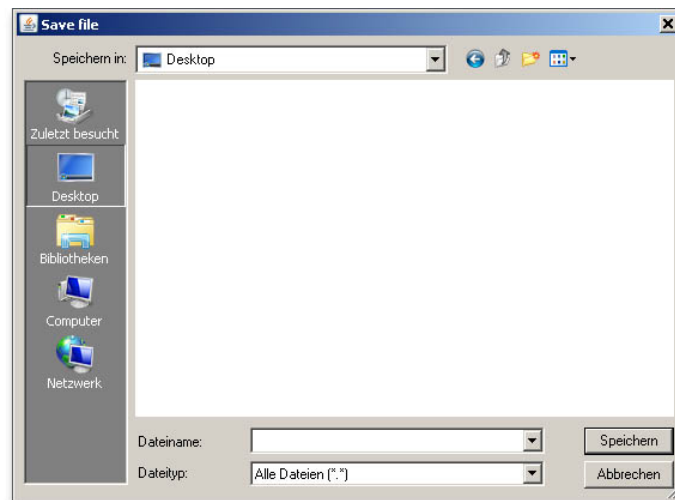 Save file
Speichern in: Desktop
Zuletzt besucht
Desktop
Bibliotheken
Computer
Netzwerk
Dateiname: Speichern
Dateityp: Alle Dateien (*.*) Abbrechen